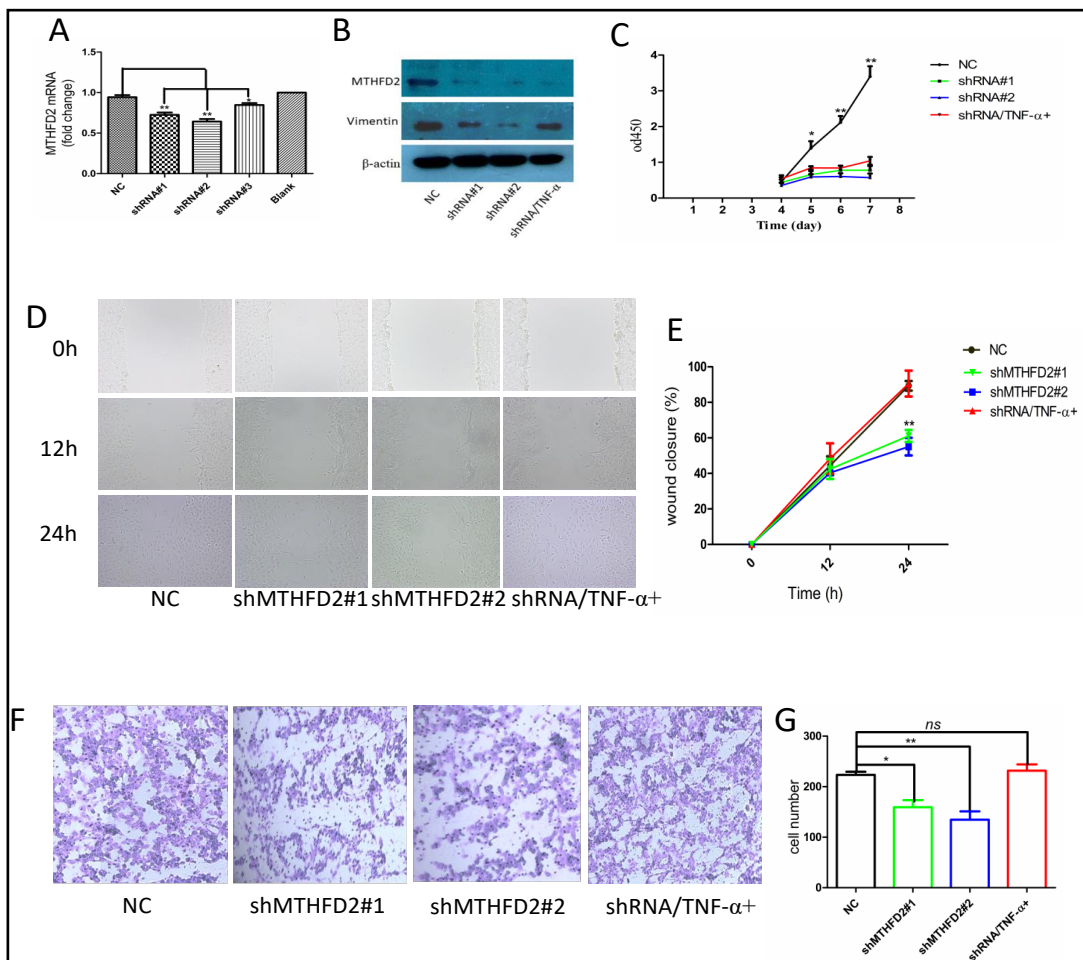 A
MTHFD2 mRNA
(fold change)
1.5
1.0
0.5
0.0
**
**
*
NC
shRNA#1
shRNA#2
shRNA#3
Blank
B
MTHFD2
Vimentin
β-actin
NC
shRNA#1
shRNA#2
shRNA/TNF-α
C
od450
4
3
2
1
0
*
**
**
1 2 3 4 5 6 7 8
Time (day)
NC
shRNA#1
shRNA#2
shRNA/TNF-α+
D
0h
12h
24h
NC shMTHFD2#1 shMTHFD2#2 shRNA/TNF-α+
E
wound closure (%)
100
80
60
40
20
0
**
0 12 24
Time (h)
NC
shMTHFD2#1
shMTHFD2#2
shRNA/TNF-α+
F
NC shMTHFD2#1 shMTHFD2#2 shRNA/TNF-α+
G
cell number
300
200
100
0
ns
**
*
NC
shMTHFD2#1
shMTHFD2#2
shRNA/TNF-α+